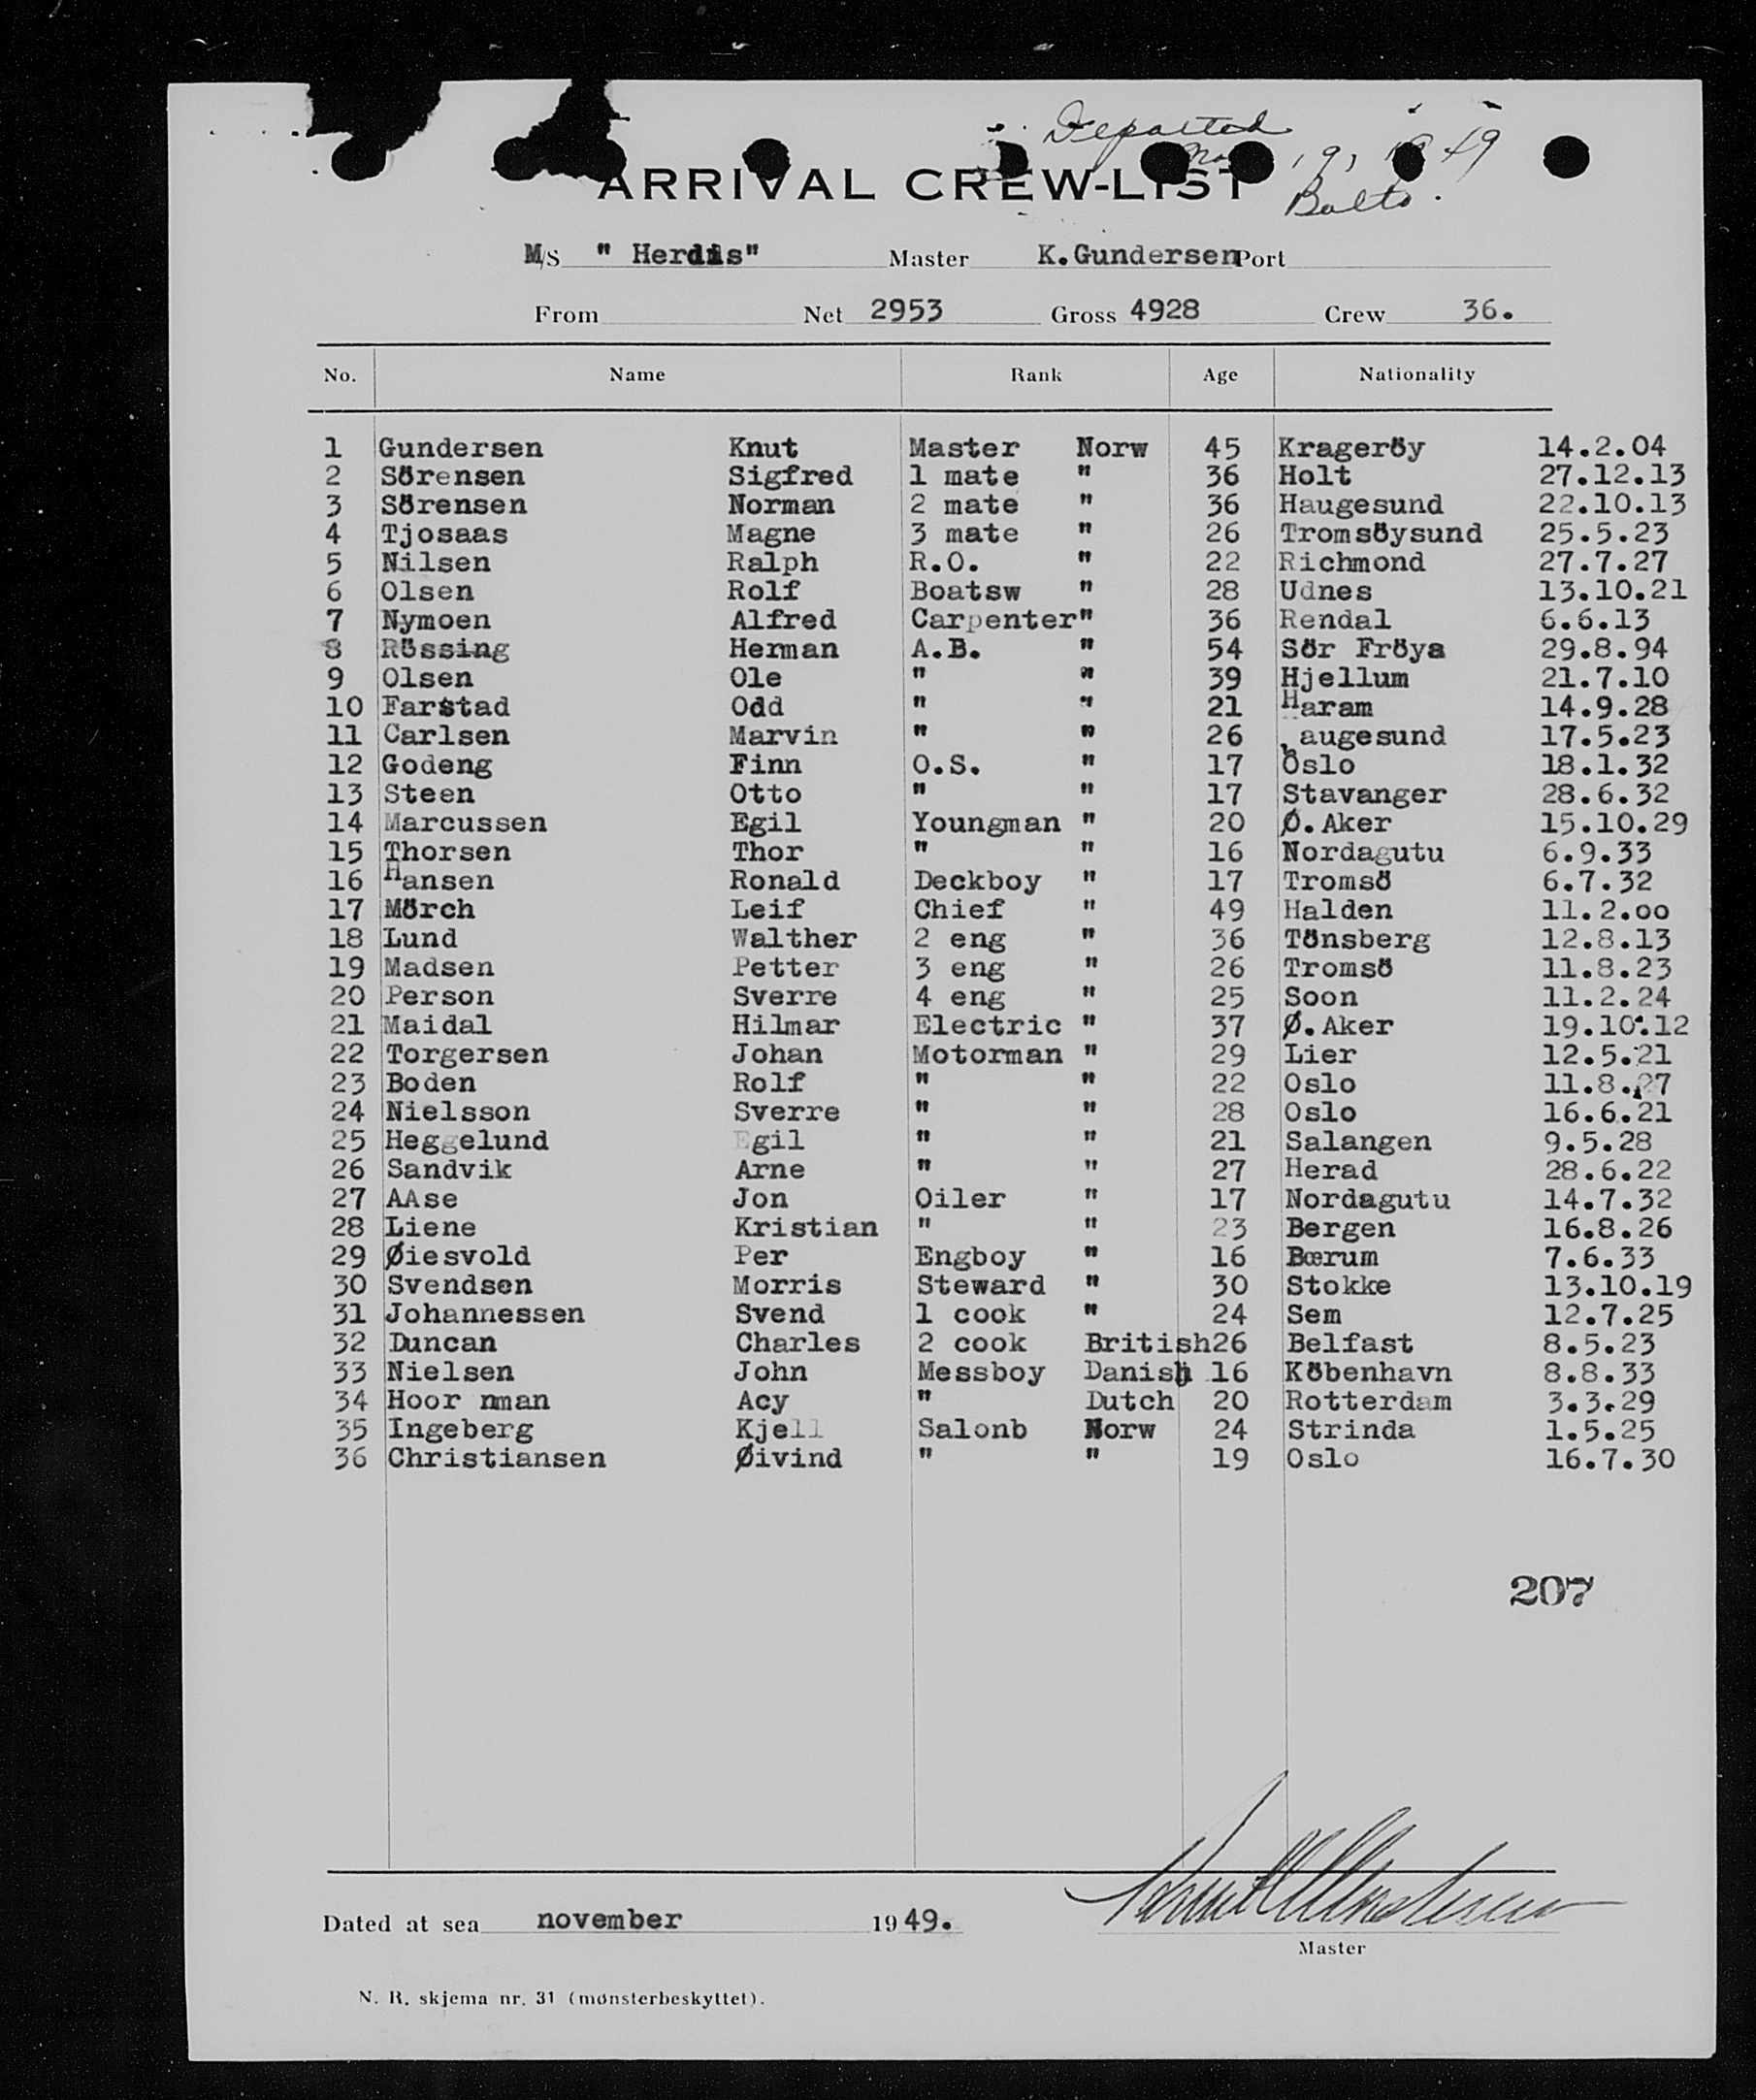 Departed
19, 1949
ARRIVAL CREW-LIST
Balto.
M/S " Herdis" Master K.Gundersen Port
From Net 2953 Gross 4928 Crew 36.
No. Name Rank Age Nationality
1 Gundersen Knut Master Norw 45 Krageröy 14.2.04
2 Sörensen Sigfred 1 mate " 36 Holt 27.12.13
3 Sörensen Norman 2 mate " 36 Haugesund 22.10.13
4 Tjosaas Magne 3 mate " 26 Tromsöysund 25.5.23
5 Nilsen Ralph R.O. " 22 Richmond 27.7.27
6 Olsen Rolf Boatsw " 28 Udnes 13.10.21
7 Nymoen Alfred Carpenter" 36 Rendal 6.6.13
8 Rössing Herman A.B. " 54 Sör Fröya 29.8.94
9 Olsen Ole " " 39 Hjellum 21.7.10
10 Farstad Odd " " 21 Haram 14.9.28
11 Carlsen Marvin " " 26 Haugesund 17.5.23
12 Godeng Finn O.S. " 17 Oslo 18.1.32
13 Steen Otto " " 17 Stavanger 28.6.32
14 Marcussen Egil Youngman " 20 Ø.Aker 15.10.29
15 Thorsen Thor " " 16 Nordagutu 6.9.33
16 Hansen Ronald Deckboy " 17 Tromsö 6.7.32
17 Mörch Leif Chief " 49 Halden 11.2.oo
18 Lund Walther 2 eng " 36 Tönsberg 12.8.13
19 Madsen Petter 3 eng " 26 Tromsö 11.8.23
20 Person Sverre 4 eng " 25 Soon 11.2.24
21 Maidal Hilmar Electric " 37 Ø.Aker 19.10.12
22 Torgersen Johan Motorman " 29 Lier 12.5.21
23 Boden Rolf " " 22 Oslo 11.8.27
24 Nielsson Sverre " " 28 Oslo 16.6.21
25 Heggelund Egil " " 21 Salangen 9.5.28
26 Sandvik Arne " " 27 Herad 28.6.22
27 AAse Jon Oiler " 17 Nordagutu 14.7.32
28 Liene Kristian " " 23 Bergen 16.8.26
29 Øiesvold Per Engboy " 16 Bærum 7.6.33
30 Svendsen Morris Steward " 30 Stokke 13.10.19
31 Johannessen Svend 1 cook " 24 Sem 12.7.25
32 Duncan Charles 2 cook British 26 Belfast 8.5.23
33 Nielsen John Messboy Danish 16 Köbenhavn 8.8.33
34 Hoor nman Acy " Dutch 20 Rotterdam 3.3.29
35 Ingeberg Kjell Salonb Norw 24 Strinda 1.5.25
36 Christiansen Øivind " " 19 Oslo 16.7.30
207
Dated at sea november 1949.
Master
N. R. skjema nr. 31 (mønsterbeskyttet).